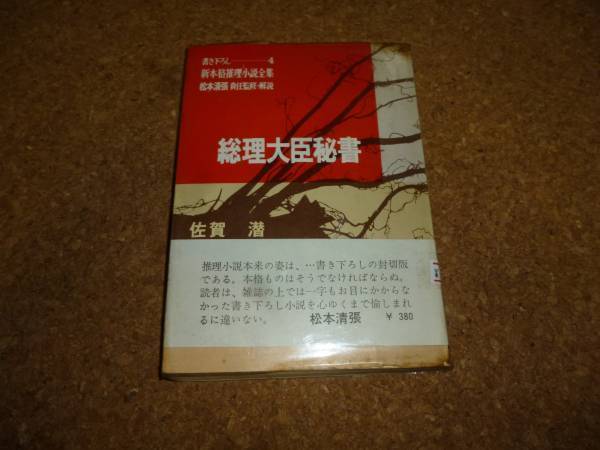 書き下ろし――4
新本格推理小説全集
松本清張 責任監修・解説
総理大臣秘書
佐賀 潜
推理小説本来の姿は、…書き下ろしの封切版
である。本格ものはそうでなければならぬ。
読者は、雑誌の上では一字もお目にかからな
かった書き下ろし小説を心ゆくまで愉しまれ
るに違いない。 松本清張 ￥ 380